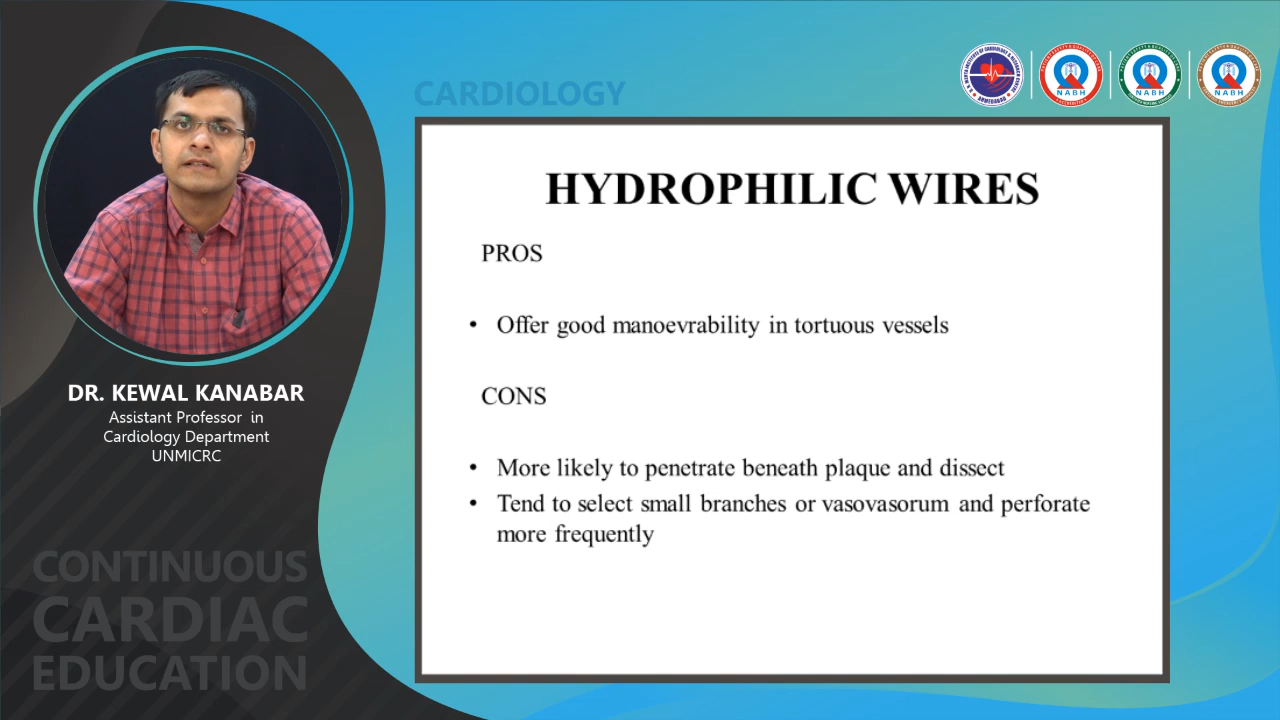 CARDIOLOGY
NABH
NABH
NABH
HYDROPHILIC WIRES
PROS
• Offer good manoevrability in tortuous vessels
CONS
• More likely to penetrate beneath plaque and dissect
• Tend to select small branches or vasovasorum and perforate
more frequently
DR. KEWAL KANABAR
Assistant Professor in
Cardiology Department
UNMICRC
CONTINUOUS
CARDIAC
EDUCATION